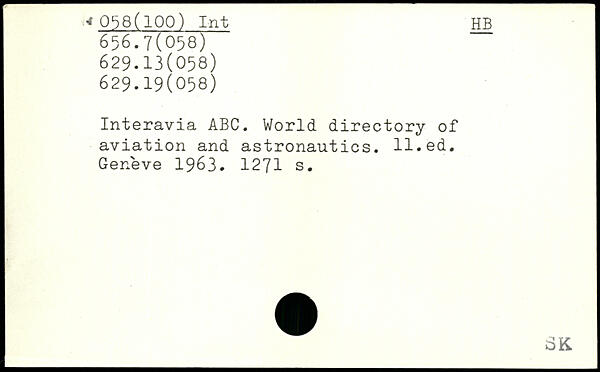 058(100) Int HB
656.7(058)
629.13(058)
629.19(058)
Interavia ABC. World directory of
aviation and astronautics. 11.ed.
Genève 1963. 1271 s.
SK